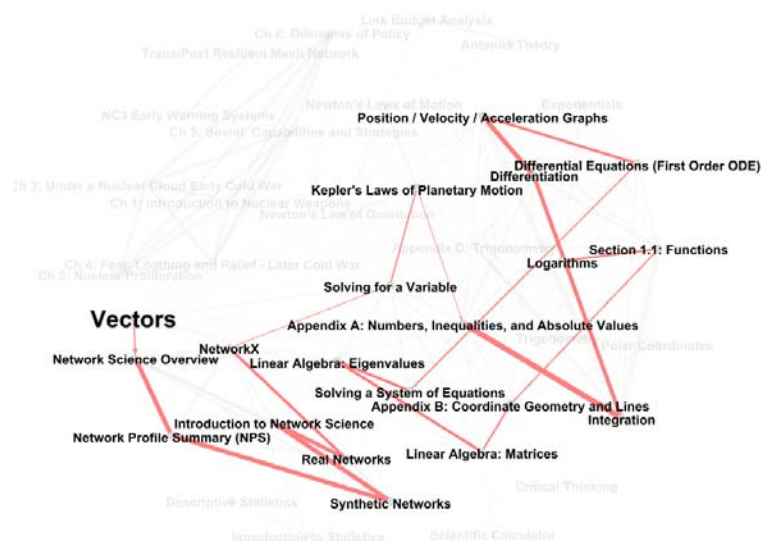 Link Budget Analysis
Ch 6: Dilemmas of Policy
Antenna Theory
Trans/Post Resilient Mesh Network
Newton's Laws of Motion
Exponentials
NC3 Early Warning Systems
Position / Velocity / Acceleration Graphs
Ch 5: Soviet: Capabilities and Strategies
Differential Equations (First Order ODE)
Differentiation
Ch 3: Under a Nuclear Cloud Early Cold War
Kepler's Laws of Planetary Motion
Ch 1: Introduction to Nuclear Weapons
Newton's Law of Gravitation
Appendix D: Trigonometry
Section 1.1: Functions
Logarithms
Ch 4: Fear, Loathing and Relief - Later Cold War
Ch 2: Nuclear Proliferation
Solving for a Variable
Vectors
Appendix A: Numbers, Inequalities, and Absolute Values
Trigonometry
Polar Coordinates
NetworkX
Network Science Overview
Linear Algebra: Eigenvalues
Solving a System of Equations
Appendix B: Coordinate Geometry and Lines
Integration
Introduction to Network Science
Network Profile Summary (NPS)
Real Networks
Linear Algebra: Matrices
Critical Thinking
Descriptive Statistics
Synthetic Networks
Introduction to Statistics
Scientific Calculator